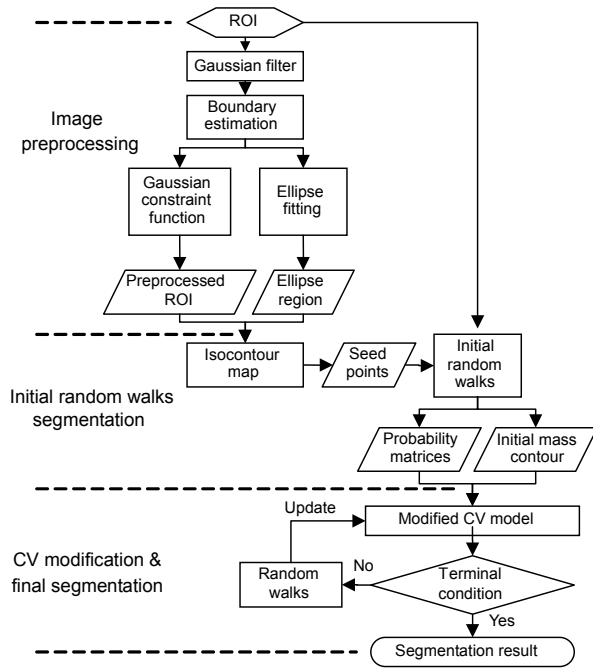 ROI
Gaussian filter
Image
preprocessing
Boundary
estimation
Gaussian
constraint
function
Ellipse
fitting
Preprocessed
ROI
Ellipse
region
Initial random walks
segmentation
Isocontour
map
Seed
points
Initial
random
walks
Probability
matrices
Initial mass
contour
CV modification &
final segmentation
Update
Modified CV model
Random
walks
No
Terminal
condition
Yes
Segmentation result